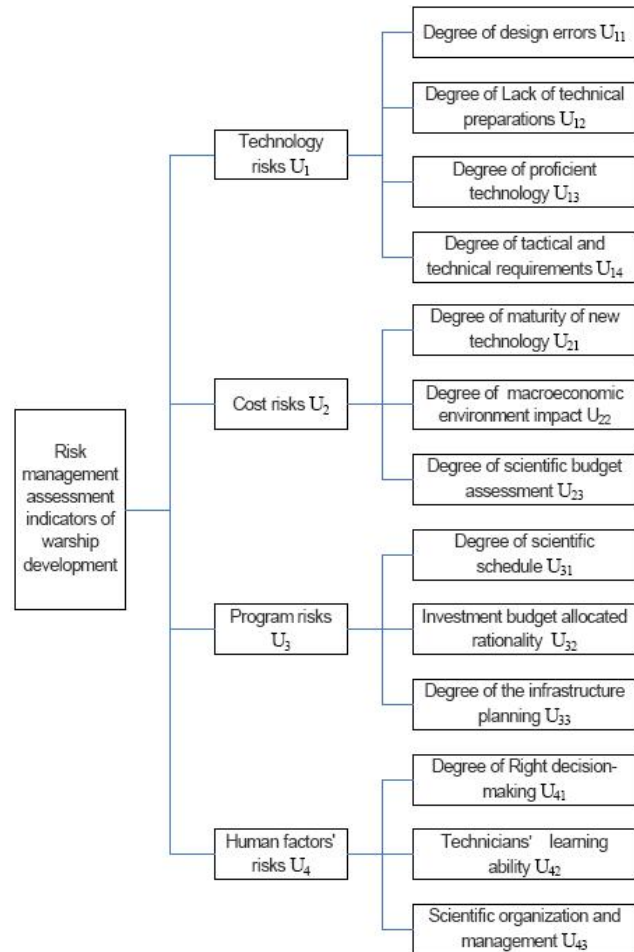 Risk
management
assessment
indicators of
warship
development
Technology
risks U₁
Degree of design errors U₁₁
Degree of Lack of technical
preparations U₁₂
Degree of proficient
technology U₁₃
Degree of tactical and
technical requirements U₁₄
Cost risks U₂
Degree of maturity of new
technology U₂₁
Degree of macroeconomic
environment impact U₂₂
Degree of scientific budget
assessment U₂₃
Program risks
U₃
Degree of scientific
schedule U₃₁
Investment budget allocated
rationality U₃₂
Degree of the infrastructure
planning U₃₃
Human factors'
risks U₄
Degree of Right decision-
making U₄₁
Technicians' learning
ability U₄₂
Scientific organization and
management U₄₃